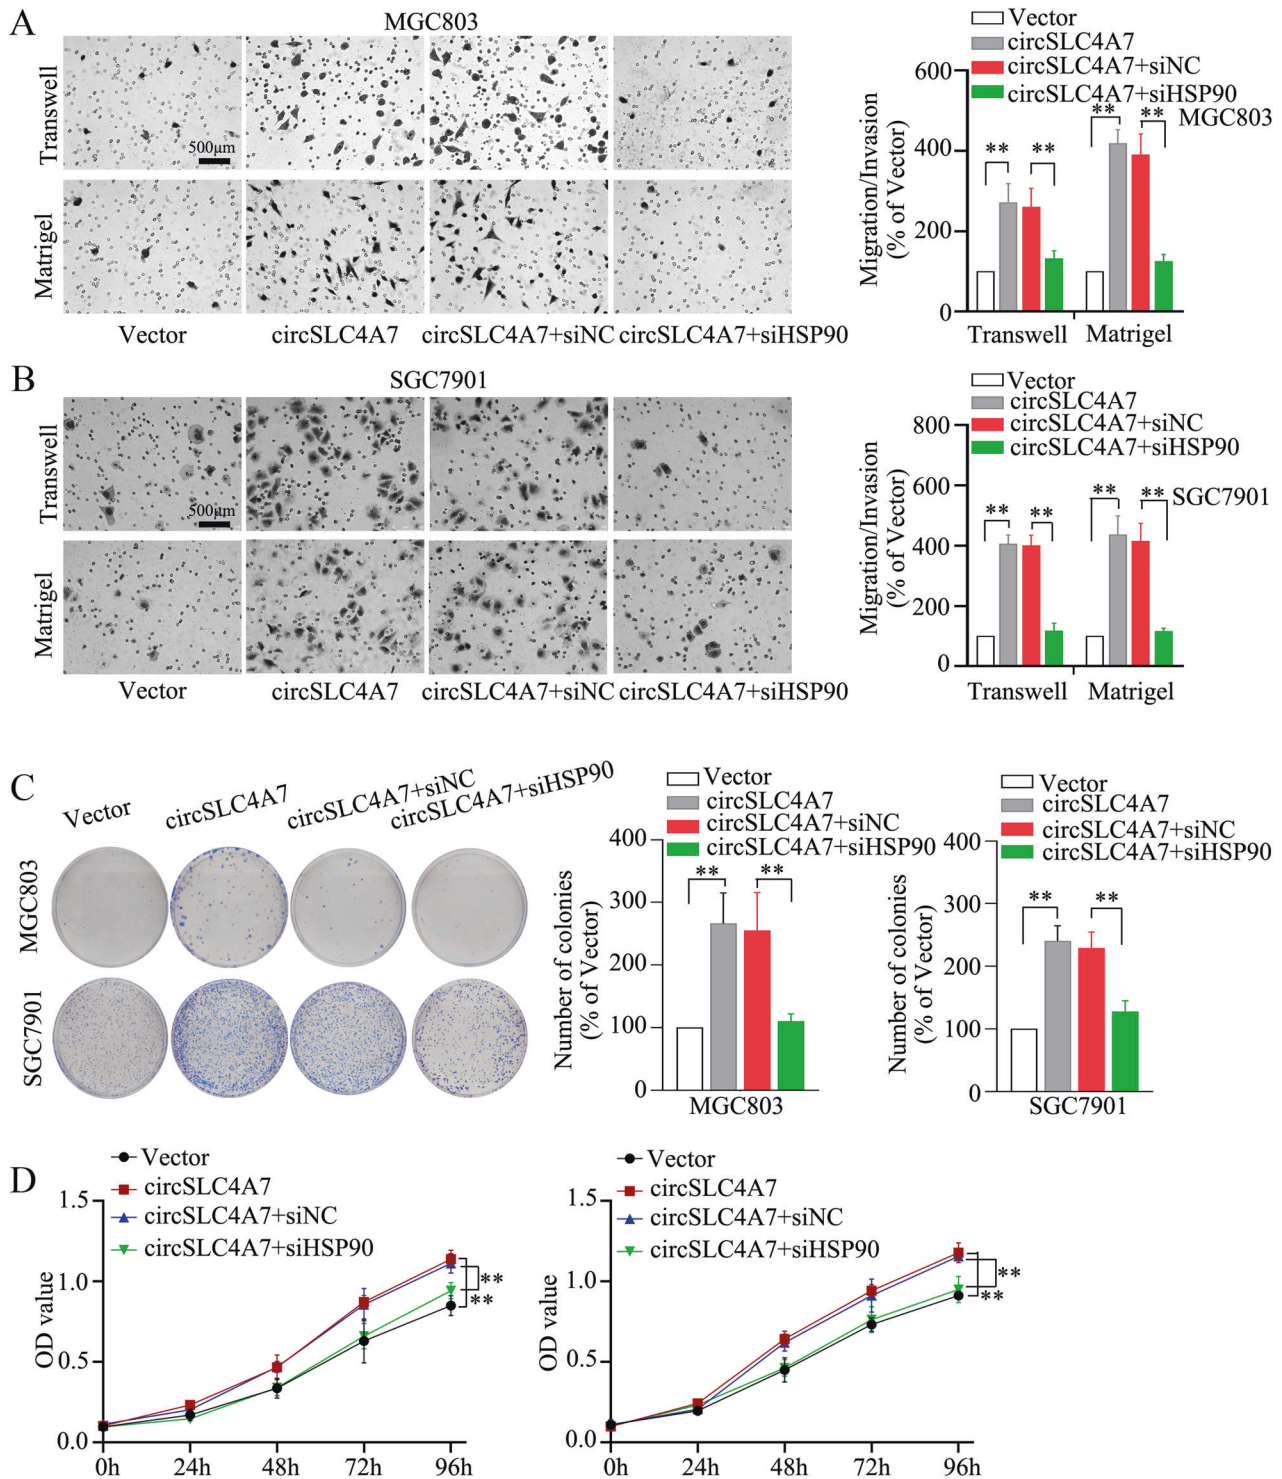 A
MGC803
Transwell
500μm
Matrigel
Vector
circSLC4A7
circSLC4A7+siNC
circSLC4A7+siHSP90
Vector
circSLC4A7
circSLC4A7+siNC
circSLC4A7+siHSP90
MGC803
Migration/Invasion
(% of Vector)
600
400
200
0
** ** ** **
Transwell Matrigel
B
SGC7901
Transwell
500μm
Matrigel
Vector
circSLC4A7
circSLC4A7+siNC
circSLC4A7+siHSP90
Vector
circSLC4A7
circSLC4A7+siNC
circSLC4A7+siHSP90
SGC7901
Migration/Invasion
(% of Vector)
800
600
400
200
0
** ** ** **
Transwell Matrigel
C
Vector
circSLC4A7
circSLC4A7+siNC
circSLC4A7+siHSP90
MGC803
SGC7901
Vector
circSLC4A7
circSLC4A7+siNC
circSLC4A7+siHSP90
Number of colonies
(% of Vector)
400
300
200
100
0
** **
MGC803
Vector
circSLC4A7
circSLC4A7+siNC
circSLC4A7+siHSP90
Number of colonies
(% of Vector)
400
300
200
100
0
** **
SGC7901
D
Vector
circSLC4A7
circSLC4A7+siNC
circSLC4A7+siHSP90
OD value
1.5
1.0
0.5
0.0
**
**
0h 24h 48h 72h 96h
Vector
circSLC4A7
circSLC4A7+siNC
circSLC4A7+siHSP90
OD value
1.5
1.0
0.5
0.0
**
**
0h 24h 48h 72h 96h